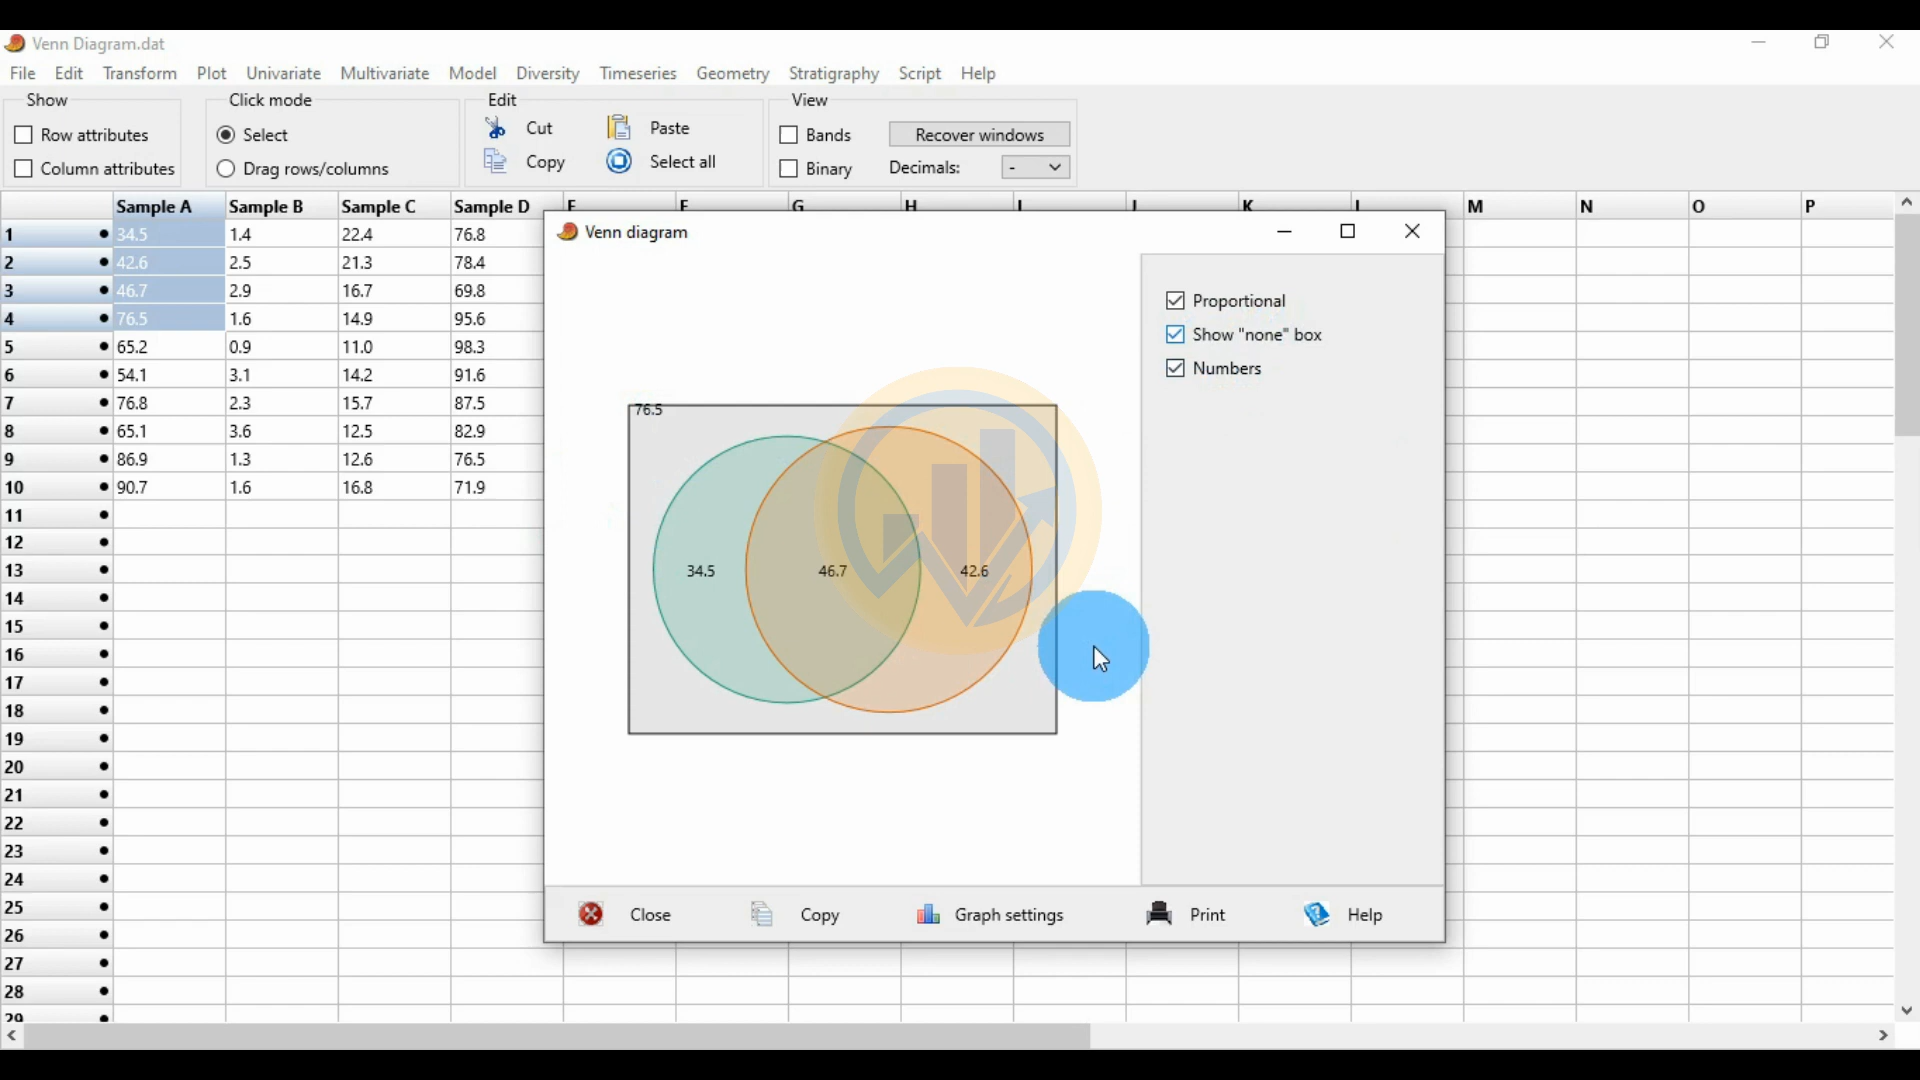 Venn Diagram.dat
File Edit Transform Plot Univariate Multivariate Model Diversity Timeseries Geometry Stratigraphy Script Help
Show Click mode Edit View
Row attributes Select Cut Paste Bands Recover windows
Column attributes Drag rows/columns Copy Select all Binary Decimals: -
Sample A Sample B Sample C Sample D M N O P
1 34.5 1.4 22.4 76.8
2 42.6 2.5 21.3 78.4
3 46.7 2.9 16.7 69.8
4 76.5 1.6 14.9 95.6
5 65.2 0.9 11.0 98.3
6 54.1 3.1 14.2 91.6
7 76.8 2.3 15.7 87.5
8 65.1 3.6 12.5 82.9
9 86.9 1.3 12.6 76.5
10 90.7 1.6 16.8 71.9
11
12
13
14
15
16
17
18
19
20
21
22
23
24
25
26
27
28
29
Venn diagram
Proportional
Show "none" box
Numbers
76.5
34.5 46.7 42.6
Close Copy Graph settings Print Help